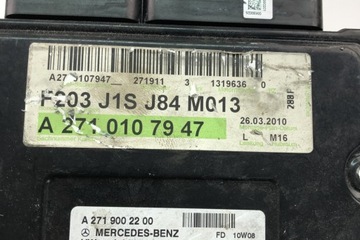 A2710107947 271911 3 1319636 0
F203 J1S J84 M013
288F
A 271 010 79 47
26.03.2010
L M16
A 271 900 22 00
MERCEDES-BENZ
FD 10W08